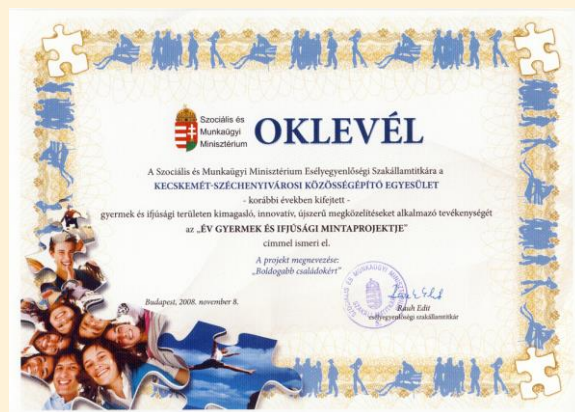 Szociális és
Munkaügyi
Minisztérium
OKLEVÉL
A Szociális és Munkaügyi Minisztérium Esélyegyenlőségi Szakállamtitkára a
KECSKEMÉT-SZÉCHENYIVÁROSI KÖZÖSSÉGÉPÍTŐ EGYESÜLET
- korábbi években kifejtett -
gyermek és ifjúsági területen kimagasló, innovatív, újszerű megközelítéseket alkalmazó tevékenységét
az „ÉV GYERMEK ÉS IFJÚSÁGI MINTAPROJEKTJE”
címmel ismeri el.
A projekt megnevezése:
„Boldogabb családokért”
Budapest, 2008. november 8.
Rauh Edit
esélyegyenlőségi szakállamtitkár